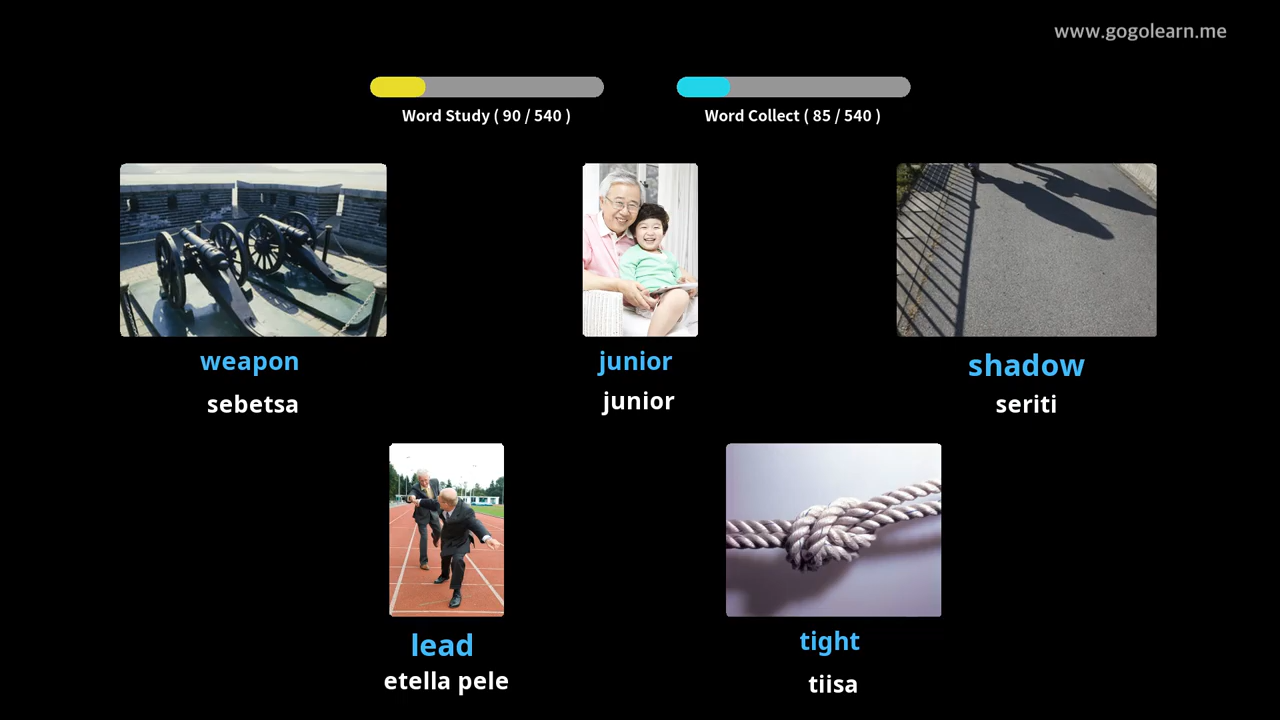 www.gogolearn.me
Word Study ( 90 / 540 )
Word Collect ( 85 / 540 )
weapon
sebetsa
junior
junior
shadow
seriti
lead
etella pele
tight
tiisa